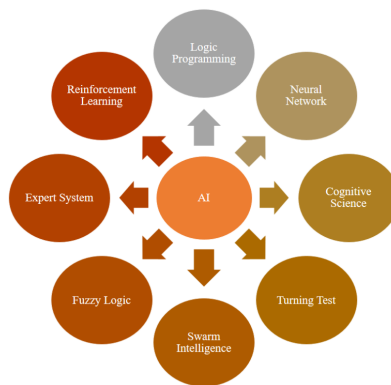 Logic
Programming
Neural
Network
Cognitive
Science
Turning Test
Swarm
Intelligence
Fuzzy Logic
Expert System
Reinforcement
Learning
AI